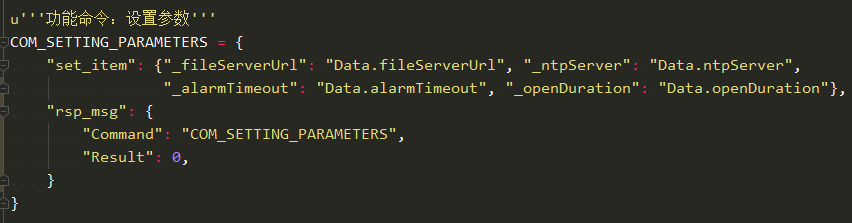 u'''功能命令：设置参数'''
COM_SETTING_PARAMETERS = {
    "set_item": {"_fileServerUrl": "Data.fileServerUrl", "_ntpServer": "Data.ntpServer",
                 "_alarmTimeout": "Data.alarmTimeout", "_openDuration": "Data.openDuration"},
    "rsp_msg": {
        "Command": "COM_SETTING_PARAMETERS",
        "Result": 0,
    }
}